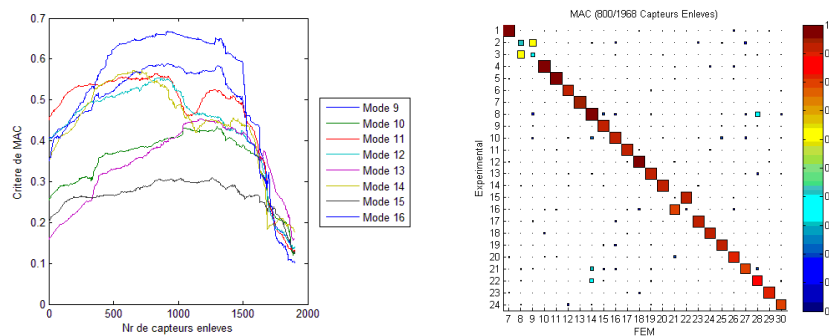 0.7
0.6
0.5
0.4
0.3
0.2
0.1
0
0 500 1000 1500 2000
Critere de MAC
Nr de capteurs enleves
Mode 9
Mode 10
Mode 11
Mode 12
Mode 13
Mode 14
Mode 15
Mode 16
MAC (800/1968 Capteurs Enleves)
1
2
3
4
5
6
7
8
9
10
11
12
13
14
15
16
17
18
19
20
21
22
23
24
Experimental
7 8 9 10 11 12 13 14 15 16 17 18 19 20 21 22 23 24 25 26 27 28 29 30
FEM